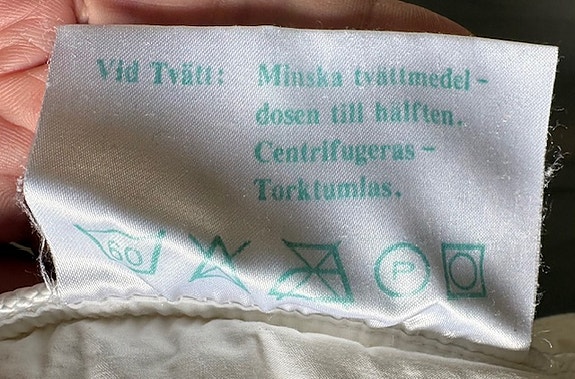 Vid Tvätt: Minska tvättmedel-
dosen till hälften.
Centrifugeras-
Torktumlas.
60 P